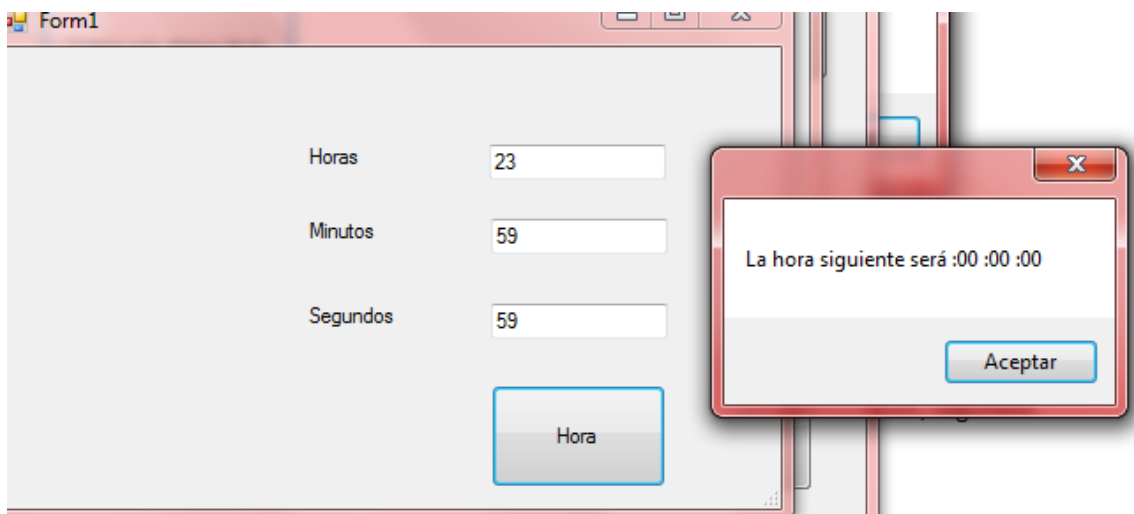 Form1
Horas
23
Minutos
59
La hora siguiente será :00 :00 :00
Segundos
59
Aceptar
Hora